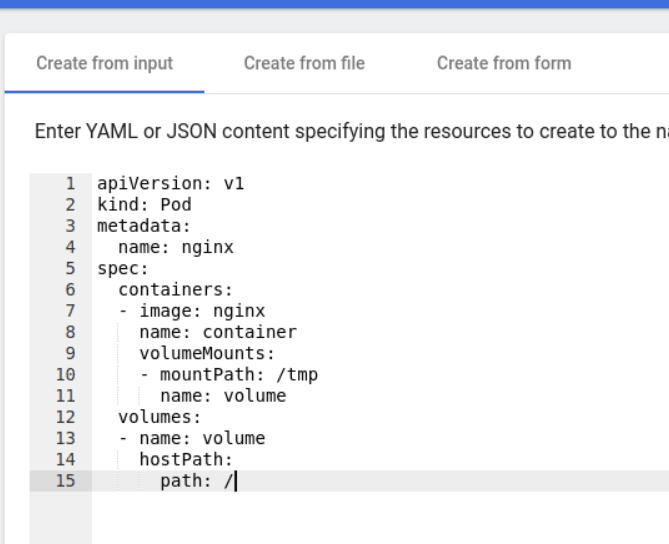 Create from input Create from file Create from form
Enter YAML or JSON content specifying the resources to create to the
1 apiVersion: v1
2 kind: Pod
3 metadata:
4   name: nginx
5 spec:
6   containers:
7   - image: nginx
8     name: container
9     volumeMounts:
10     - mountPath: /tmp
11       name: volume
12   volumes:
13   - name: volume
14     hostPath:
15       path: /